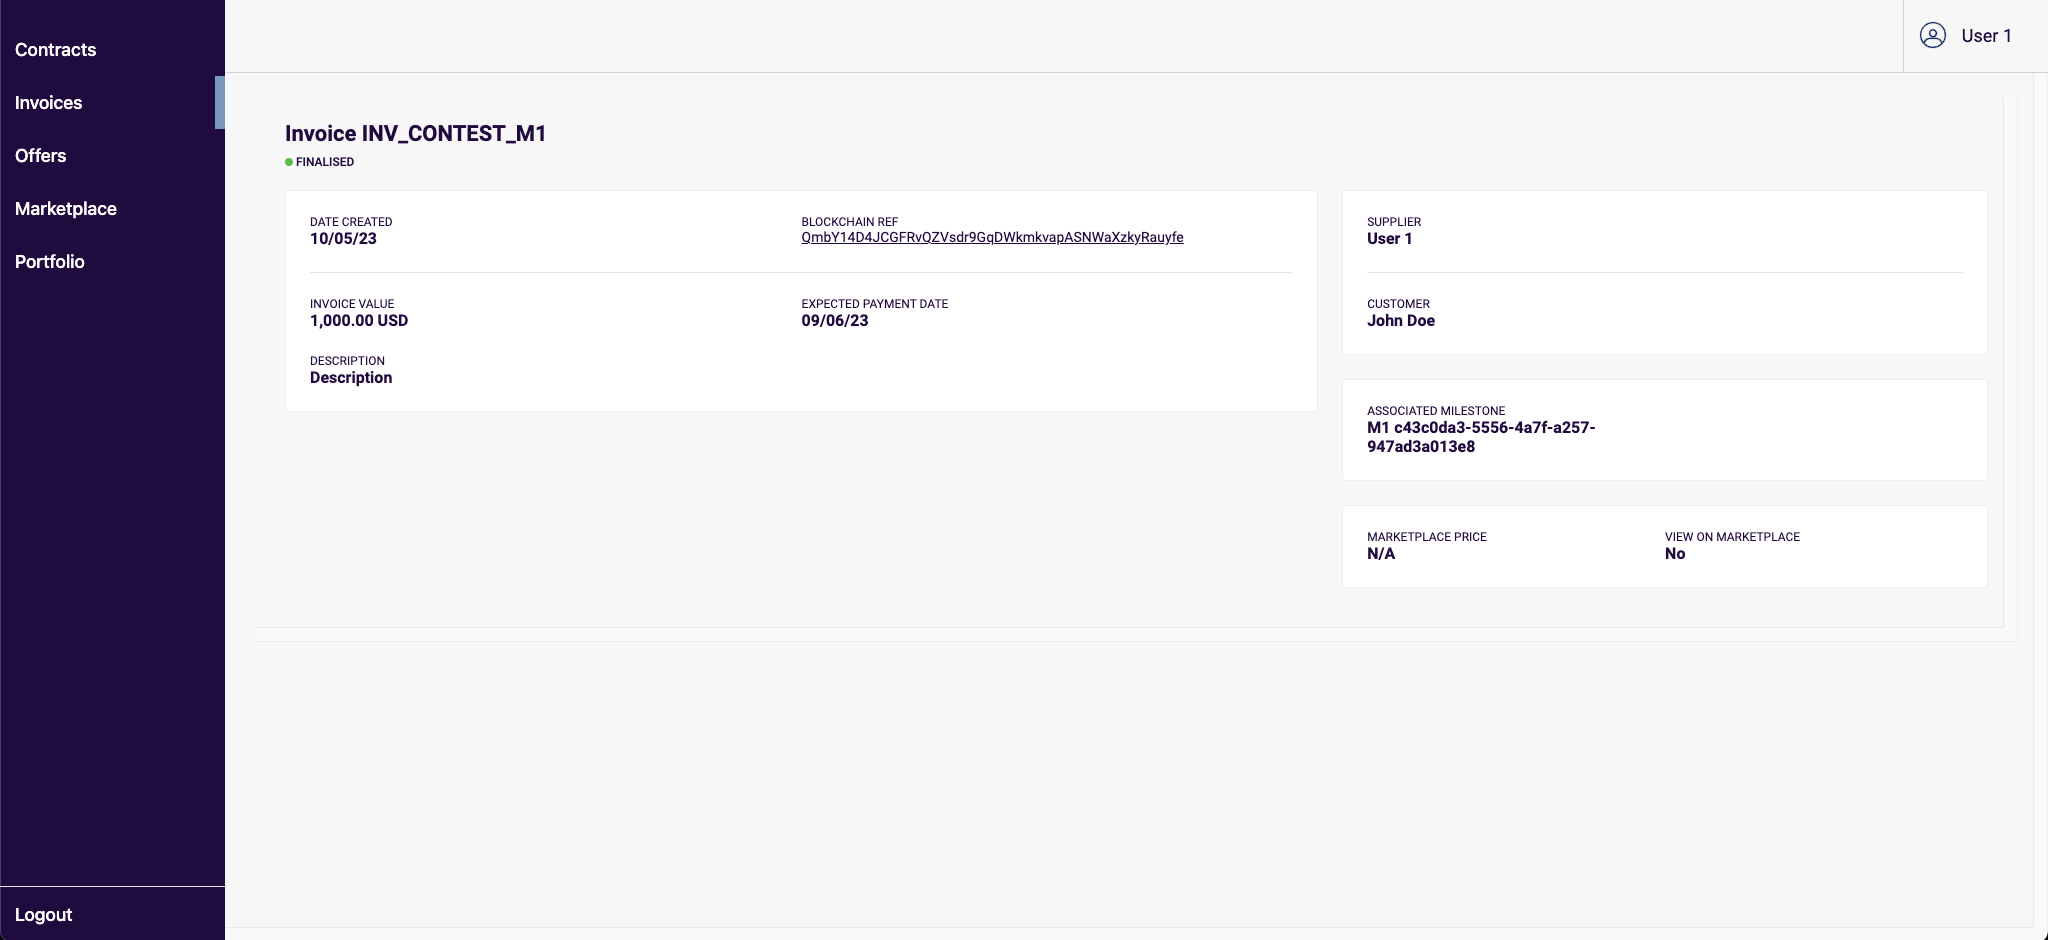 Contracts
Invoices
Offers
Marketplace
Portfolio
Logout
User 1
Invoice INV_CONTEST_M1
FINALISED
DATE CREATED
10/05/23
BLOCKCHAIN REF
QmbY14D4JCGFRvQZVsdr9GqDWkmkvapASNWaXzkyRauyfe
INVOICE VALUE
1,000.00 USD
EXPECTED PAYMENT DATE
09/06/23
DESCRIPTION
Description
SUPPLIER
User 1
CUSTOMER
John Doe
ASSOCIATED MILESTONE
M1 c43c0da3-5556-4a7f-a257-
947ad3a013e8
MARKETPLACE PRICE
N/A
VIEW ON MARKETPLACE
No